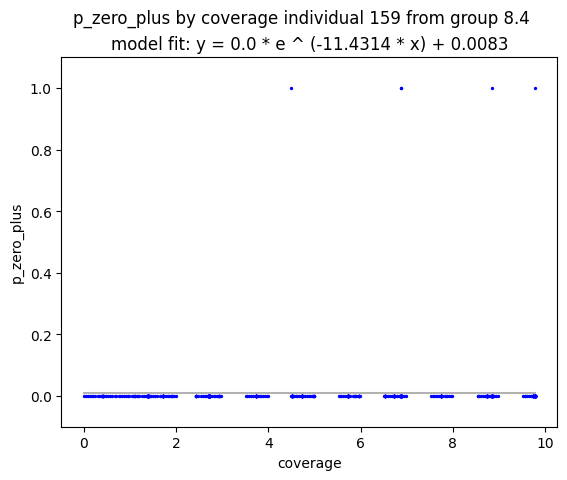 p_zero_plus by coverage individual 159 from group 8.4
model fit: y = 0.0 * e ^ (-11.4314 * x) + 0.0083
1.0
0.8
0.6
0.4
0.2
0.0
p_zero_plus
0 2 4 6 8 10
coverage